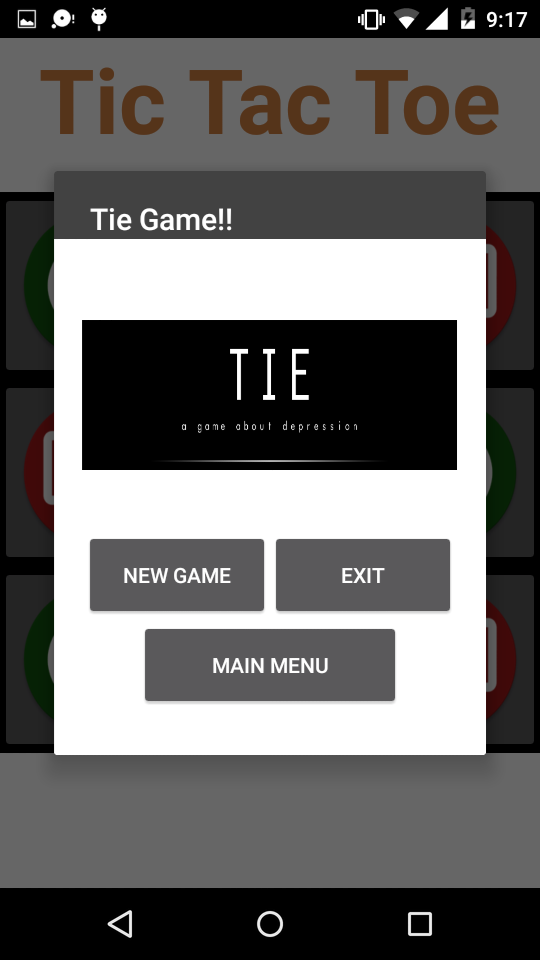 9:17
Tic Tac Toe
Tie Game!!
TIE
a game about depression
NEW GAME
EXIT
MAIN MENU